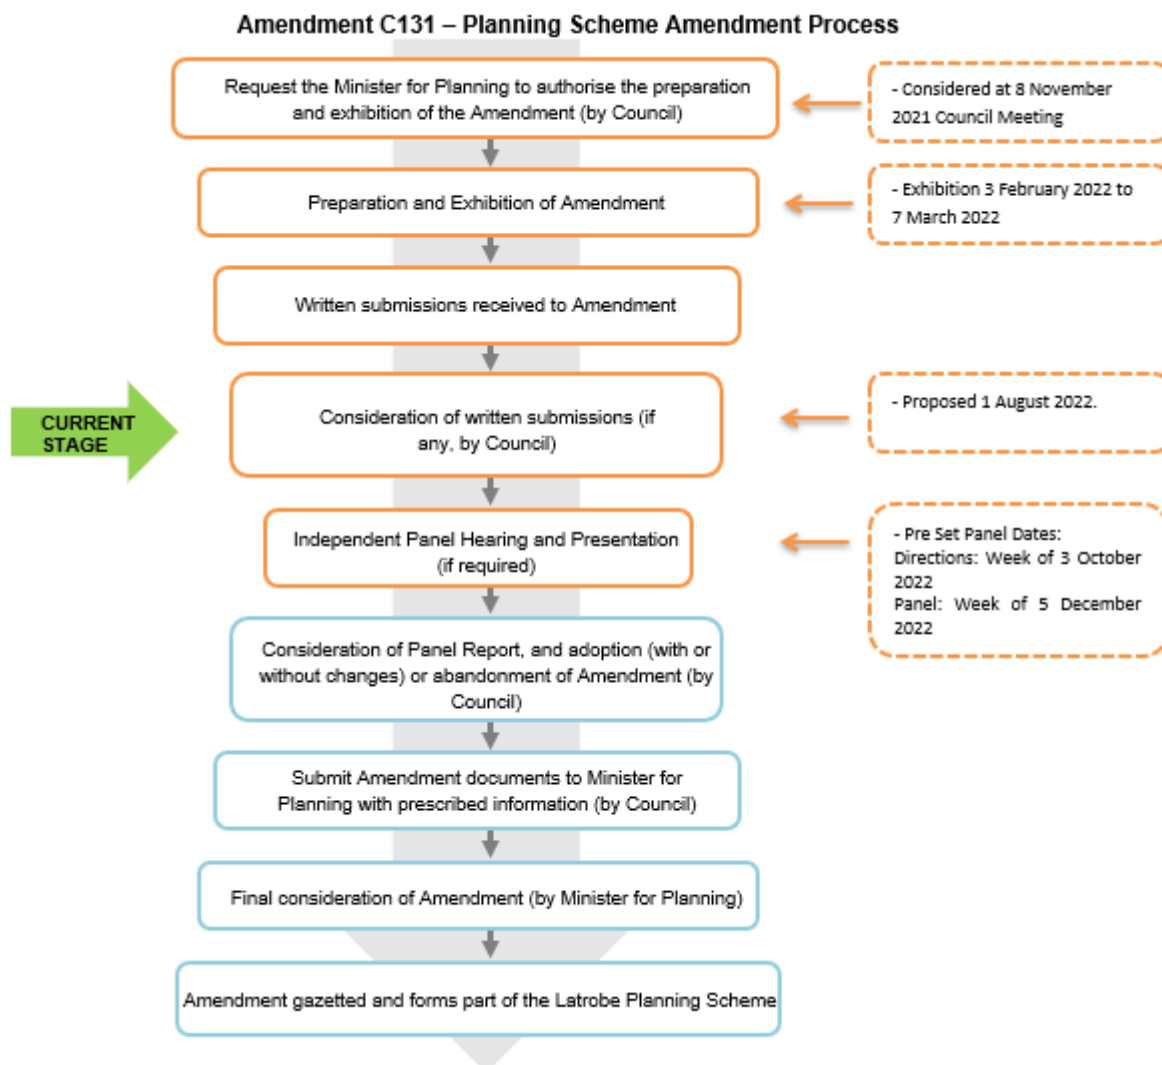 Amendment C131 – Planning Scheme Amendment Process
Request the Minister for Planning to authorise the preparation
and exhibition of the Amendment (by Council)
- Considered at 8 November
2021 Council Meeting
Preparation and Exhibition of Amendment
- Exhibition 3 February 2022 to
7 March 2022
Written submissions received to Amendment
CURRENT
STAGE
Consideration of written submissions (if
any, by Council)
- Proposed 1 August 2022.
Independent Panel Hearing and Presentation
(if required)
- Pre Set Panel Dates:
Directions: Week of 3 October
2022
Panel: Week of 5 December
2022
Consideration of Panel Report, and adoption (with or
without changes) or abandonment of Amendment (by
Council)
Submit Amendment documents to Minister for
Planning with prescribed information (by Council)
Final consideration of Amendment (by Minister for Planning)
Amendment gazetted and forms part of the Latrobe Planning Scheme